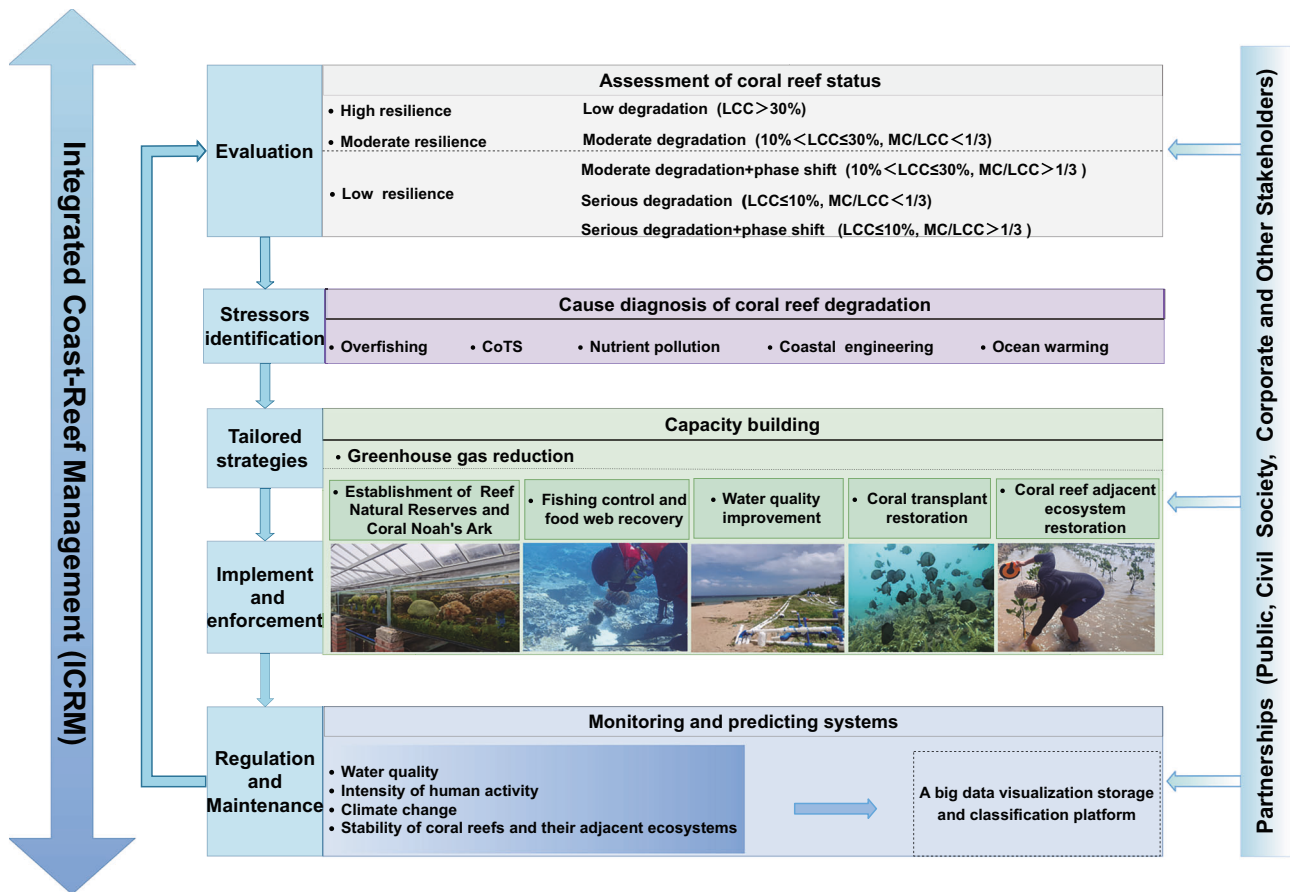 Integrated Coast-Reef Management (ICRM)
Evaluation
Assessment of coral reef status
• High resilience Low degradation (LCC>30%)
• Moderate resilience Moderate degradation (10%<LCC≤30%, MC/LCC<1/3)
Moderate degradation+phase shift (10%<LCC≤30%, MC/LCC>1/3 )
• Low resilience
Serious degradation (LCC≤10%, MC/LCC<1/3)
Serious degradation+phase shift (LCC≤10%, MC/LCC>1/3 )
Stressors
identification
Cause diagnosis of coral reef degradation
• Overfishing • CoTS • Nutrient pollution • Coastal engineering • Ocean warming
Tailored
strategies
Capacity building
• Greenhouse gas reduction
• Establishment of Reef
Natural Reserves and
Coral Noah's Ark
• Fishing control and
food web recovery
• Water quality
improvement
• Coral transplant
restoration
• Coral reef adjacent
ecosystem
restoration
Implement
and
enforcement
Regulation
and
Maintenance
Monitoring and predicting systems
• Water quality
• Intensity of human activity
• Climate change
• Stability of coral reefs and their adjacent ecosystems
A big data visualization storage
and classification platform
Partnerships (Public, Civil Society, Corporate and Other Stakeholders)